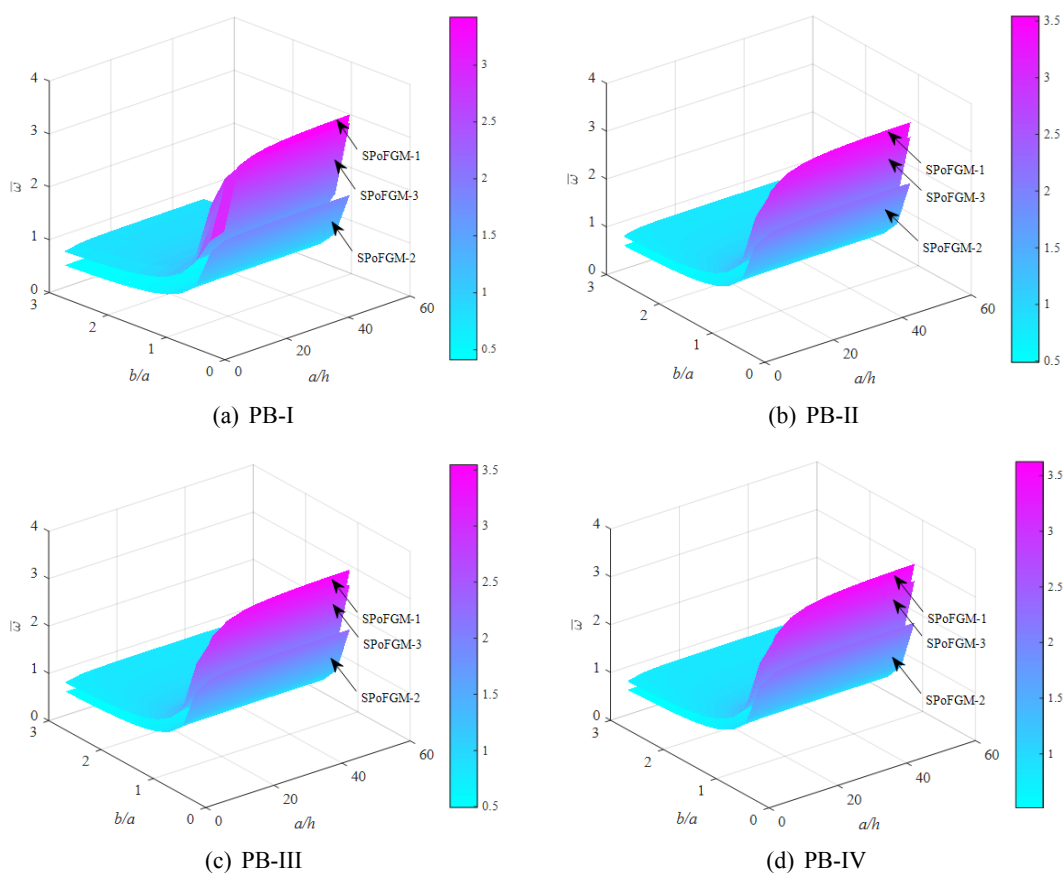 4
3
2
1
0
ω̅
3
2
1
0
b/a
0
20
40
60
a/h
SPoFGM-1
SPoFGM-3
SPoFGM-2
3
2.5
2
1.5
1
0.5
(a) PB-I
4
3
2
1
0
ω̅
3
2
1
0
b/a
0
20
40
60
a/h
SPoFGM-1
SPoFGM-3
SPoFGM-2
3.5
3
2.5
2
1.5
1
0.5
(b) PB-II
4
3
2
1
0
ω̅
3
2
1
0
b/a
0
20
40
60
a/h
SPoFGM-1
SPoFGM-3
SPoFGM-2
3.5
3
2.5
2
1.5
1
0.5
(c) PB-III
4
3
2
1
0
ω̅
3
2
1
0
b/a
0
20
40
60
a/h
SPoFGM-1
SPoFGM-3
SPoFGM-2
3.5
3
2.5
2
1.5
1
(d) PB-IV